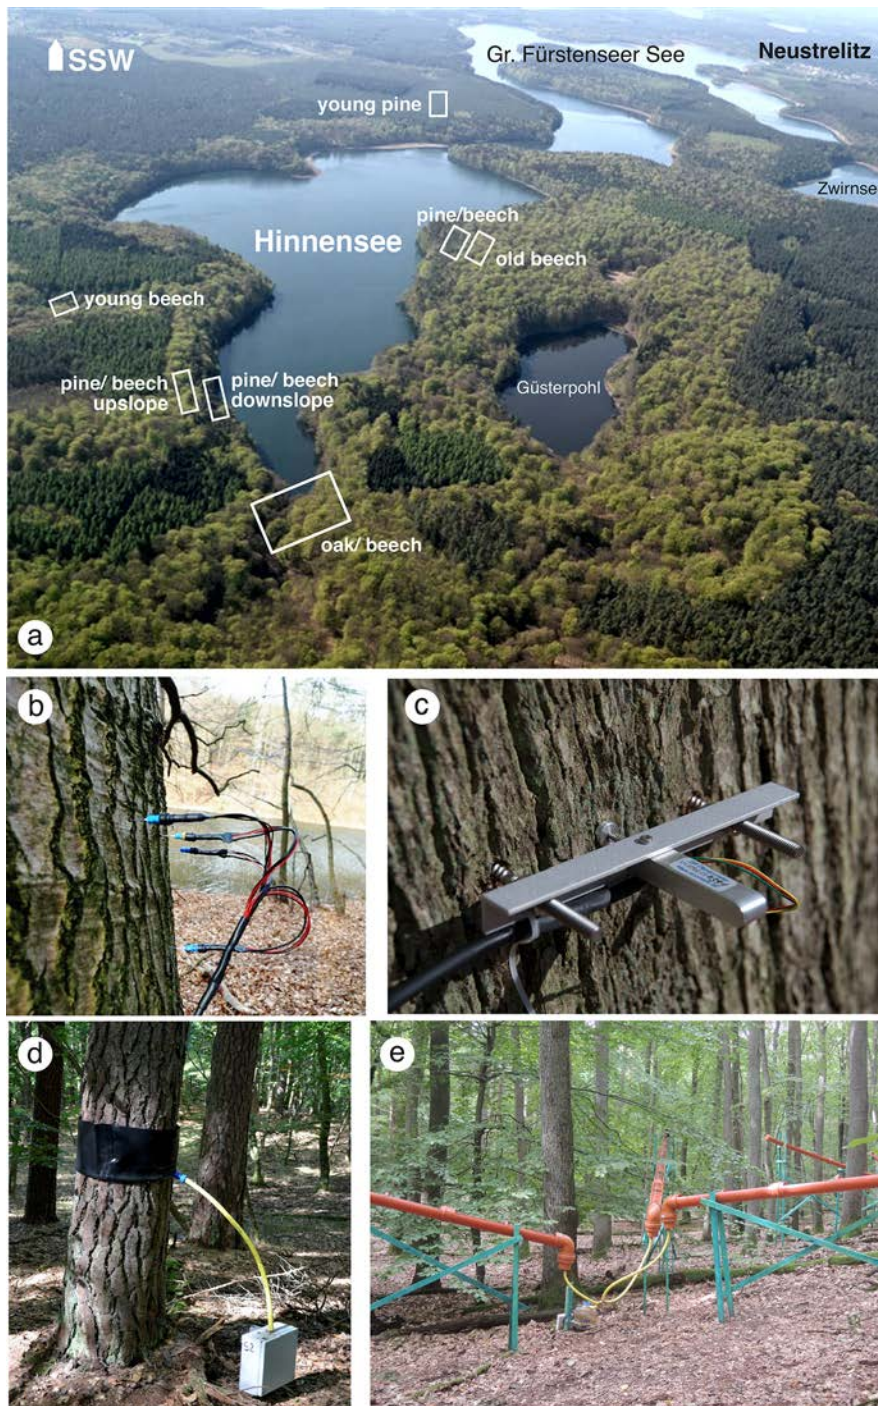 SSW
Gr. Fürstenseer See
Neustrelitz
young pine
Zwirnse
pine/beech
Hinnensee
old beech
young beech
pine/ beech
upslope
pine/ beech
downslope
Güsterpohl
oak/ beech
a
b
c
d
52
e